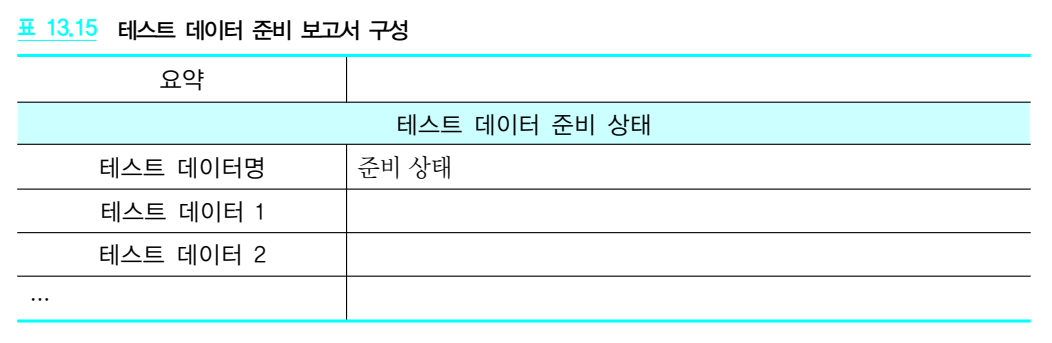 표 13.15 테스트 데이터 준비 보고서 구성
요약
테스트 데이터 준비 상태
테스트 데이터명 준비 상태
테스트 데이터 1
테스트 데이터 2
...